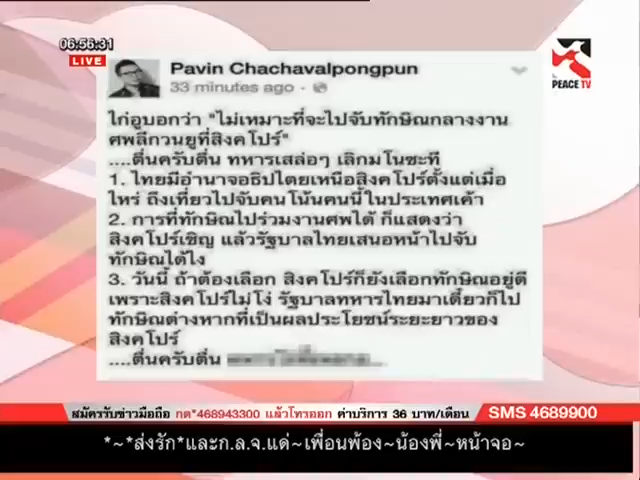 06:56:31
LIVE
PEACE TV
Pavin Chachavalpongpun
33 minutes ago
ไก่อูบอกว่า "ไม่เหมาะที่จะไปจับทักษิณกลางงาน
ศพลีกวนยูที่สิงคโปร์"
....ตื่นครับตื่น ทหารเสล่อๆ เลิกมโนซะที
1. ไทยมีอำนาจอธิปไตยเหนือสิงคโปร์ตั้งแต่เมื่อ
ไหร่ ถึงเที่ยวไปจับคนโน้นคนนี้ในประเทศเค้า
2. การที่ทักษิณไปร่วมงานศพได้ ก็แสดงว่า
สิงคโปร์เชิญ แล้วรัฐบาลไทยเสนอหน้าไปจับ
ทักษิณได้ไง
3. วันนี้ ถ้าต้องเลือก สิงคโปร์ก็ยังเลือกทักษิณอยู่ดี
เพราะสิงคโปร์ไม่โง่ รัฐบาลทหารไทยมาเดี๋ยวก็ไป
ทักษิณต่างหากที่เป็นผลประโยชน์ระยะยาวของ
สิงคโปร์
....ตื่นครับตื่น
สมัครรับข่าวมือถือ กด*468943300 แล้วโทรออก ค่าบริการ 36 บาท/เดือน SMS 4689900
*~*ส่งรัก*และก.ล.จ.แด่~เพื่อนพ้อง~น้องพี่~หน้าจอ~